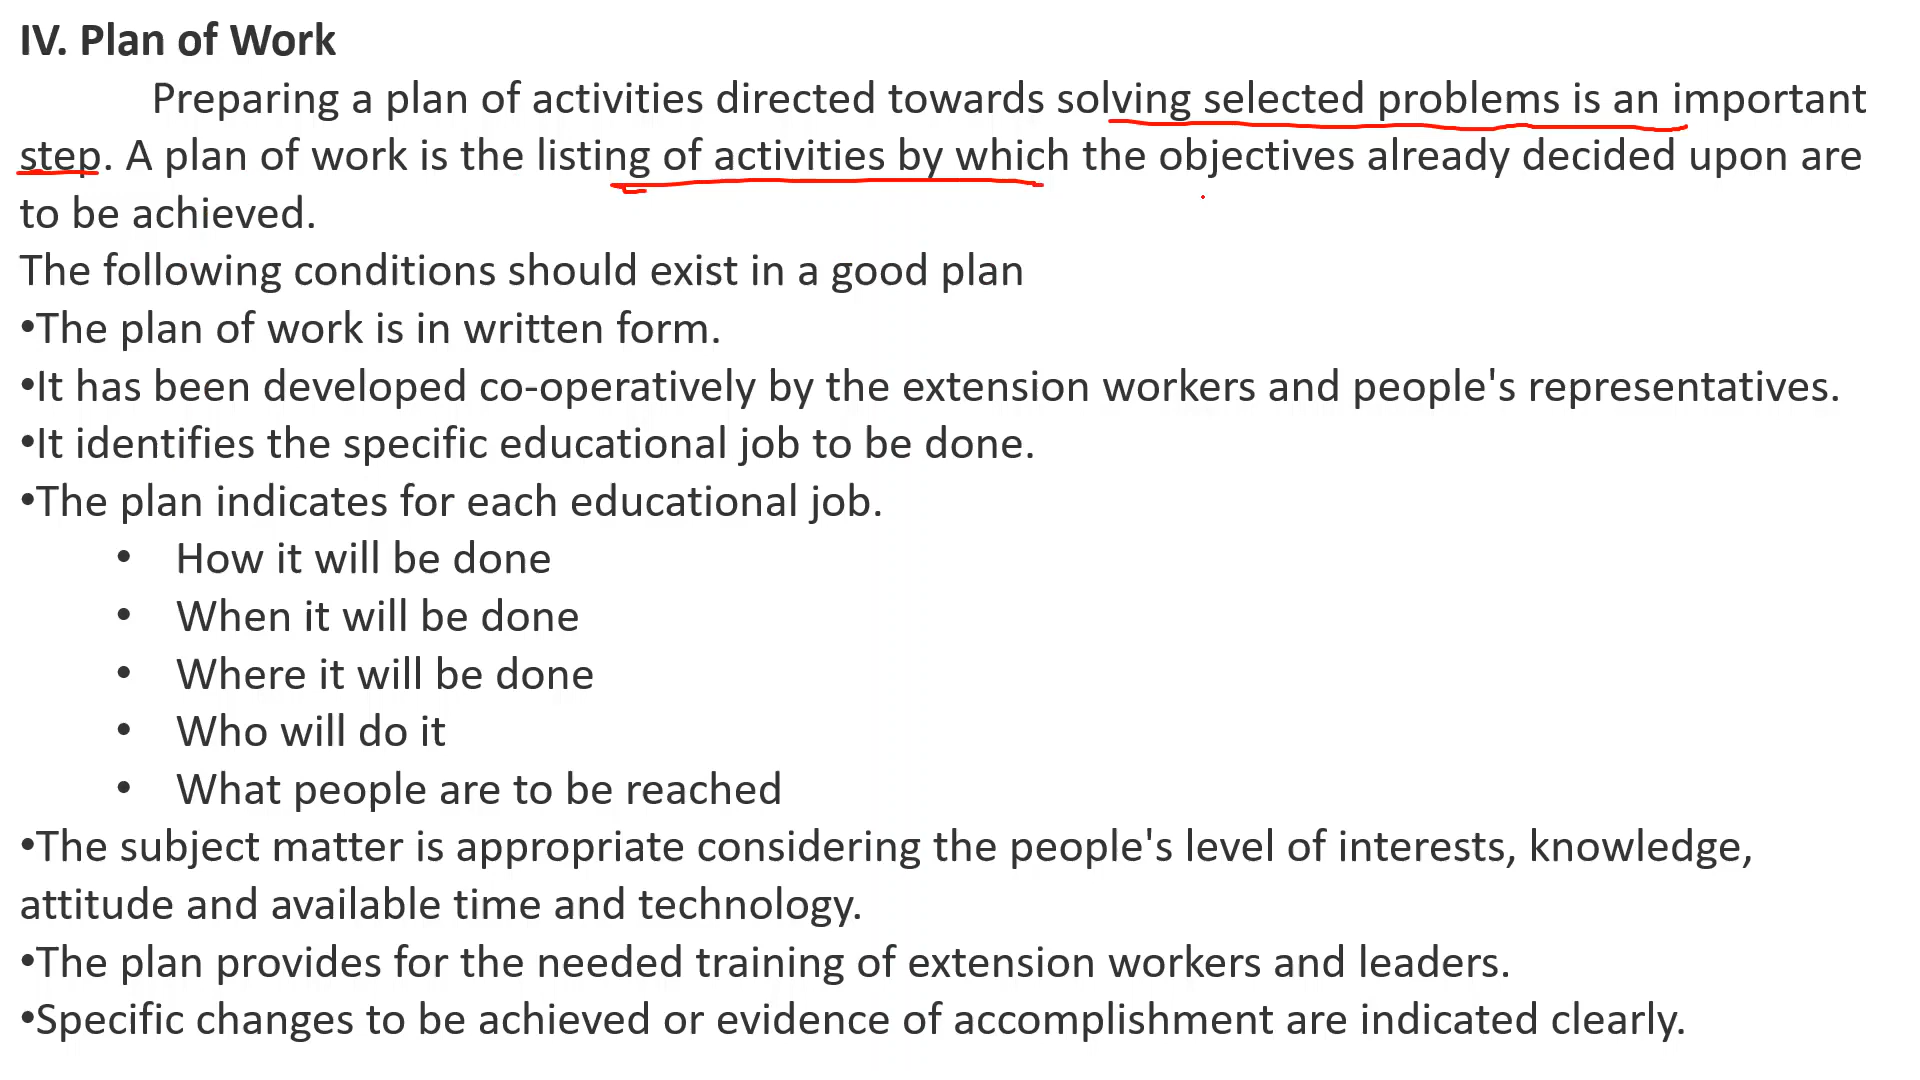 IV. Plan of Work
Preparing a plan of activities directed towards solving selected problems is an important
step. A plan of work is the listing of activities by which the objectives already decided upon are
to be achieved.
The following conditions should exist in a good plan
•The plan of work is in written form.
•It has been developed co-operatively by the extension workers and people's representatives.
•It identifies the specific educational job to be done.
•The plan indicates for each educational job.
• How it will be done
• When it will be done
• Where it will be done
• Who will do it
• What people are to be reached
•The subject matter is appropriate considering the people's level of interests, knowledge,
attitude and available time and technology.
•The plan provides for the needed training of extension workers and leaders.
•Specific changes to be achieved or evidence of accomplishment are indicated clearly.